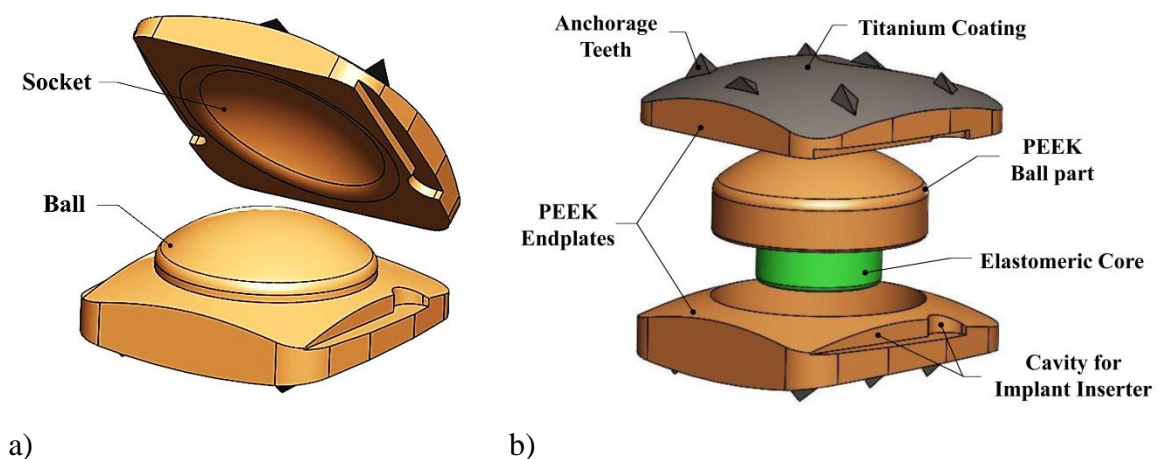 Socket
Ball
a)
Anchorage
Teeth
Titanium Coating
PEEK
Ball part
PEEK
Endplates
Elastomeric Core
Cavity for
Implant Inserter
b)